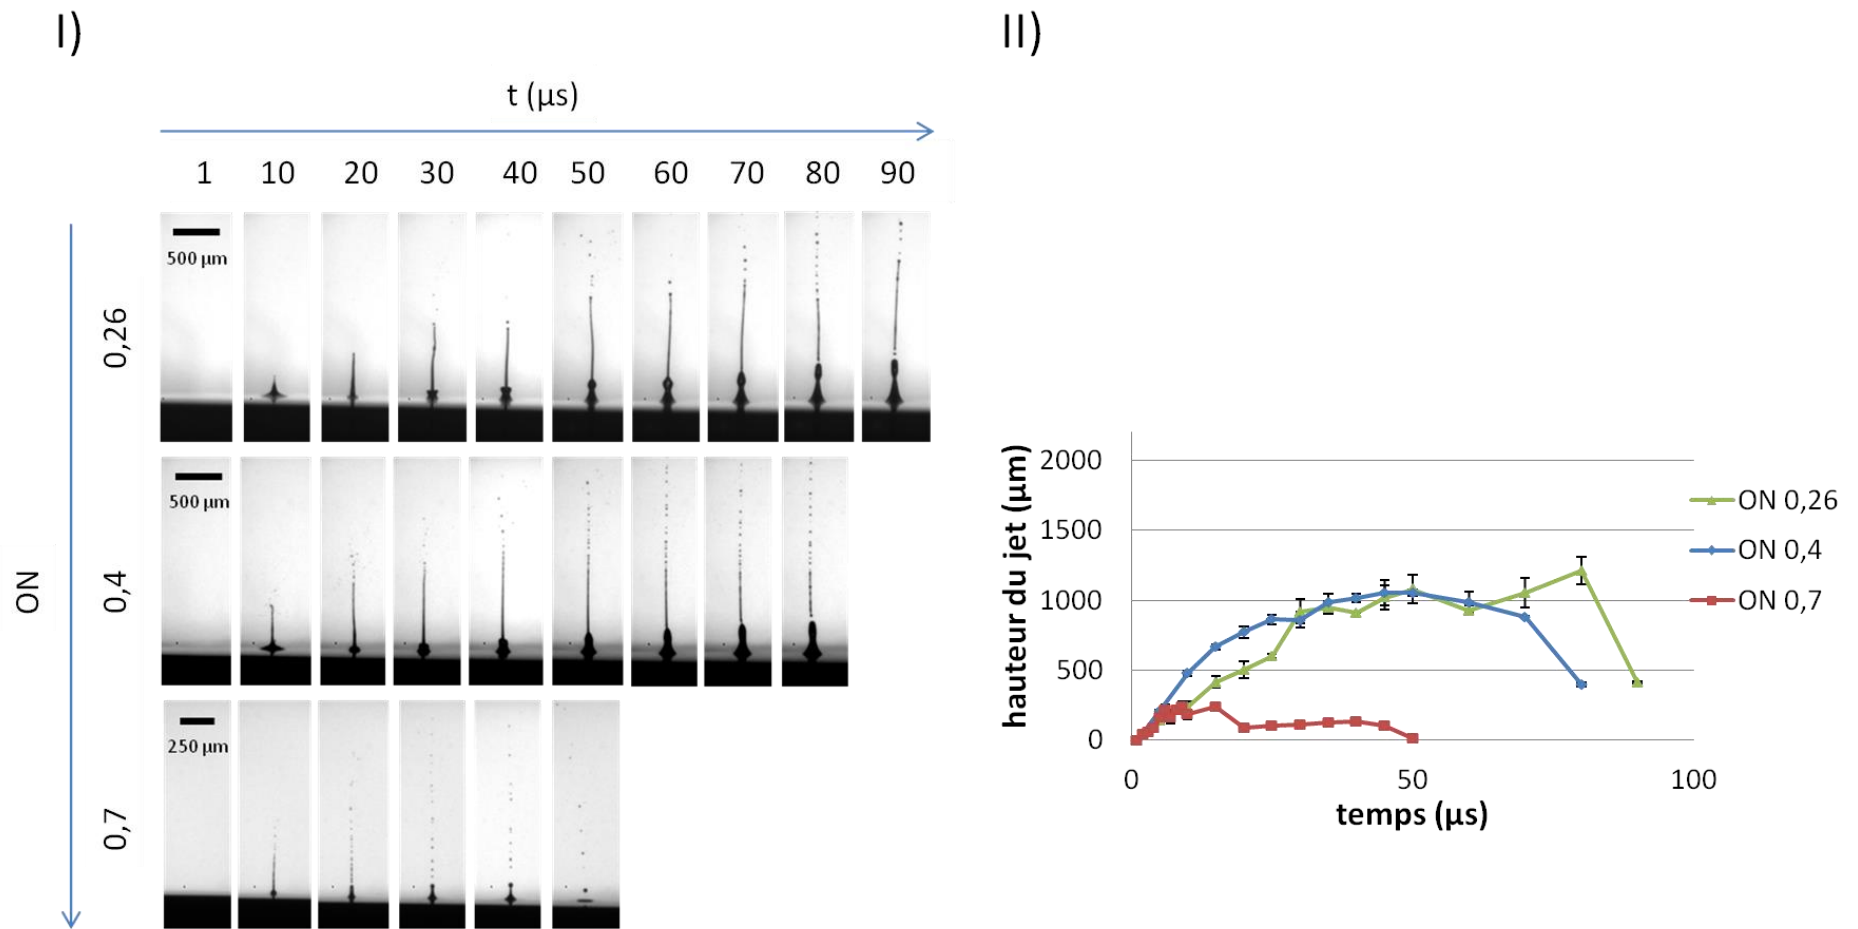 I)
t (µs)
1 10 20 30 40 50 60 70 80 90
ON
0,26
500 µm
0,4
500 µm
0,7
250 µm
II)
hauteur du jet (µm)
2000
1500
1000
500
0
0 50 100
temps (µs)
ON 0,26
ON 0,4
ON 0,7